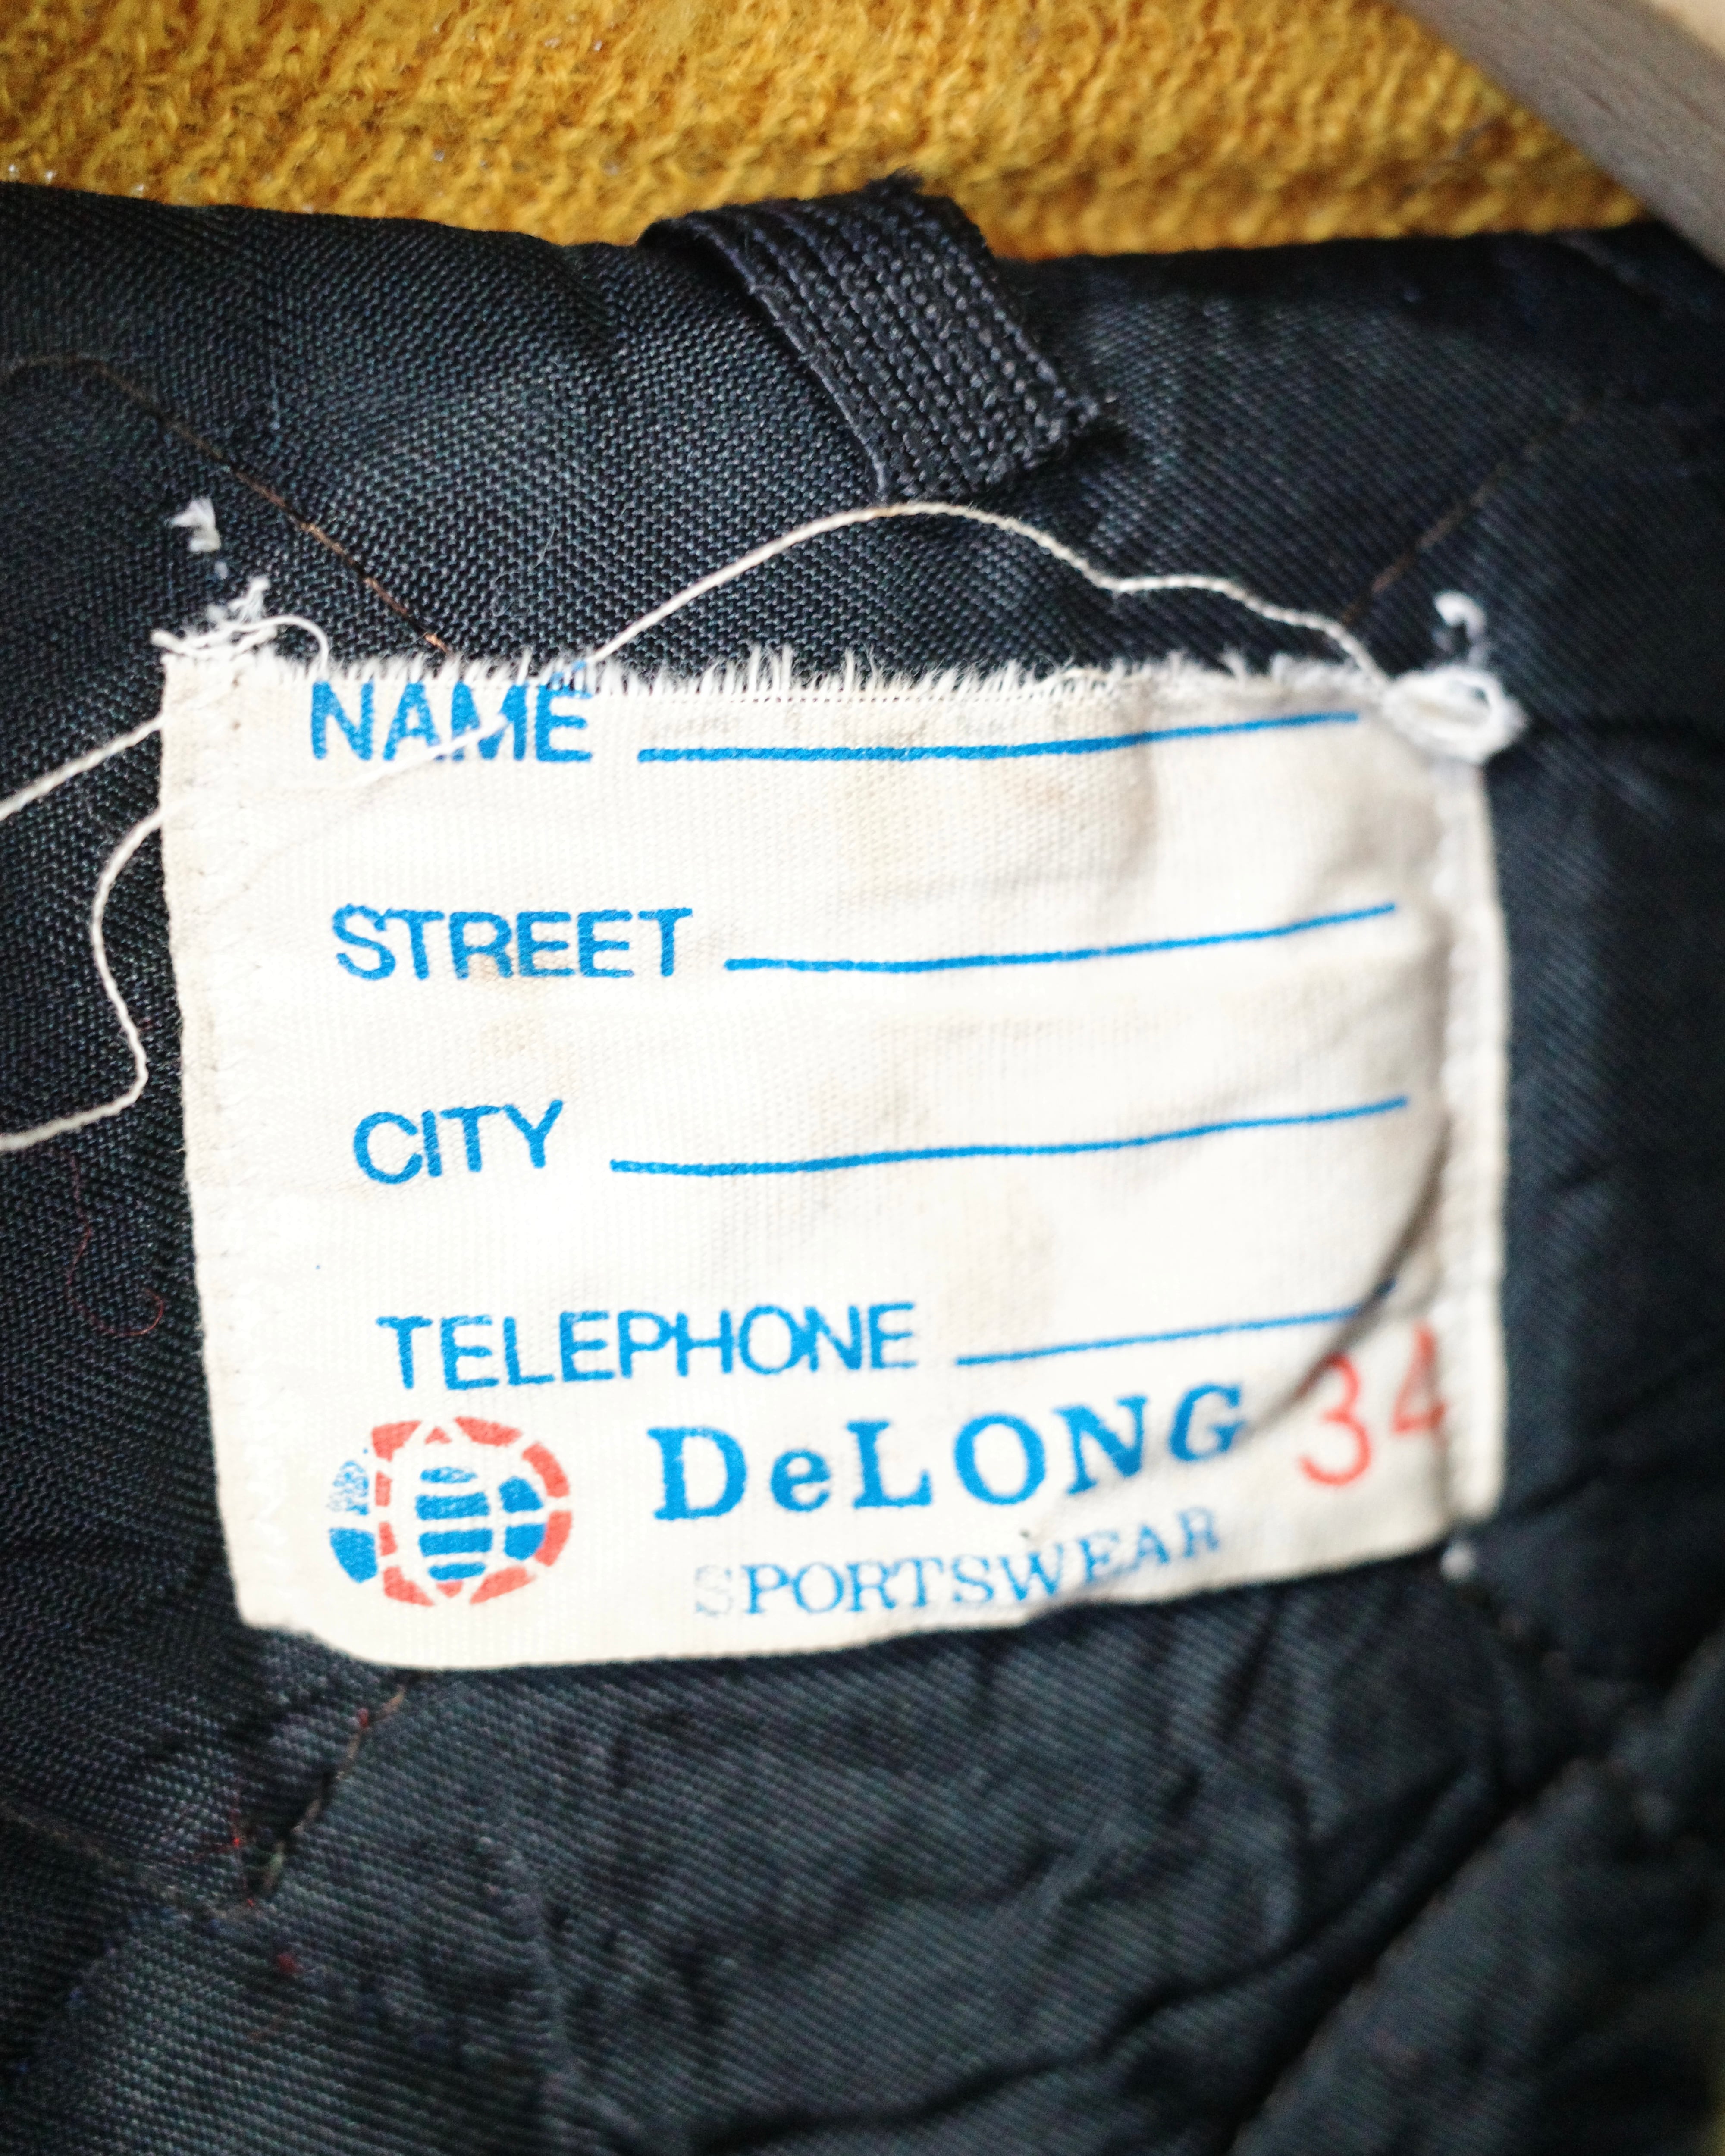 NAME
STREET
CITY
TELEPHONE
DeLONG 34
SPORTSWEAR